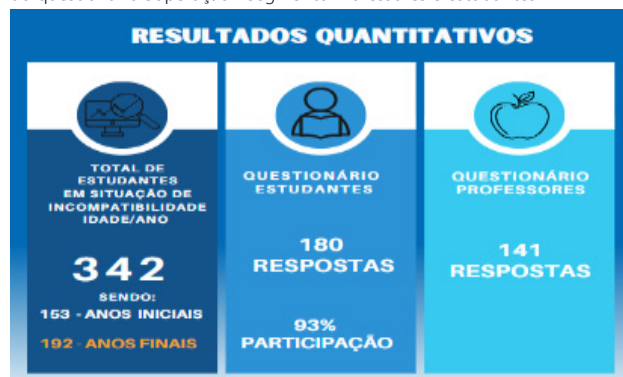 RESULTADOS QUANTITATIVOS
TOTAL DE
ESTUDANTES
EM SITUAÇÃO DE
INCOMPATIBILIDADE
IDADE/ANO
342
SENDO:
153 - ANOS INICIAIS
192 - ANOS FINAIS
QUESTIONÁRIO
ESTUDANTES
180
RESPOSTAS
93%
PARTICIPAÇÃO
QUESTIONÁRIO
PROFESSORES
141
RESPOSTAS